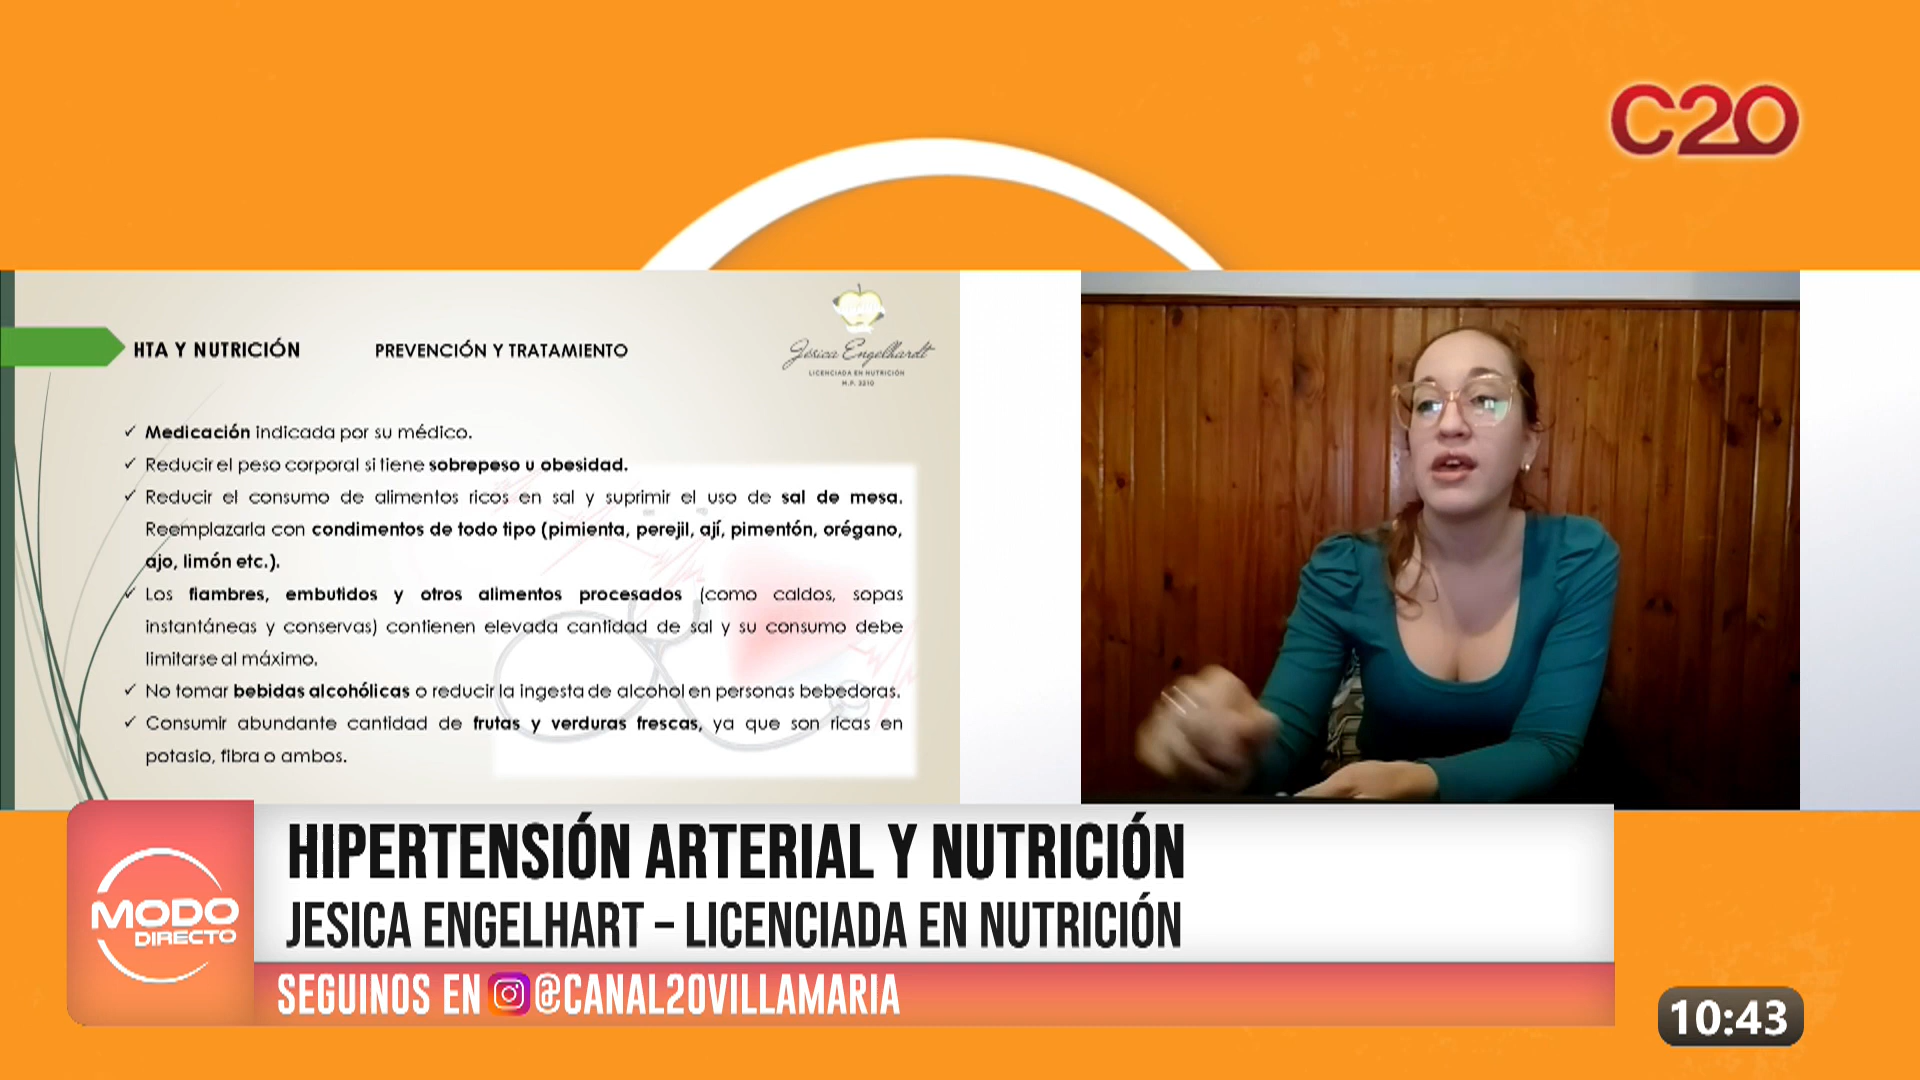 C20
HTA Y NUTRICIÓN
PREVENCIÓN Y TRATAMIENTO
Jesica Engelhardt
LICENCIADA EN NUTRICIÓN
M.P. 3210
✓ Medicación indicada por su médico.
✓ Reducir el peso corporal si tiene sobrepeso u obesidad.
✓ Reducir el consumo de alimentos ricos en sal y suprimir el uso de sal de mesa.
Reemplazarla con condimentos de todo tipo (pimienta, perejil, ají, pimentón, orégano,
ajo, limón etc.).
✓ Los fiambres, embutidos y otros alimentos procesados (como caldos, sopas
instantáneas y conservas) contienen elevada cantidad de sal y su consumo debe
limitarse al máximo.
✓ No tomar bebidas alcohólicas o reducir la ingesta de alcohol en personas bebedoras.
✓ Consumir abundante cantidad de frutas y verduras frescas, ya que son ricas en
potasio, fibra o ambos.
HIPERTENSIÓN ARTERIAL Y NUTRICIÓN
JESICA ENGELHART – LICENCIADA EN NUTRICIÓN
MODO
DIRECTO
SEGUINOS EN @CANAL20VILLAMARIA
10:43